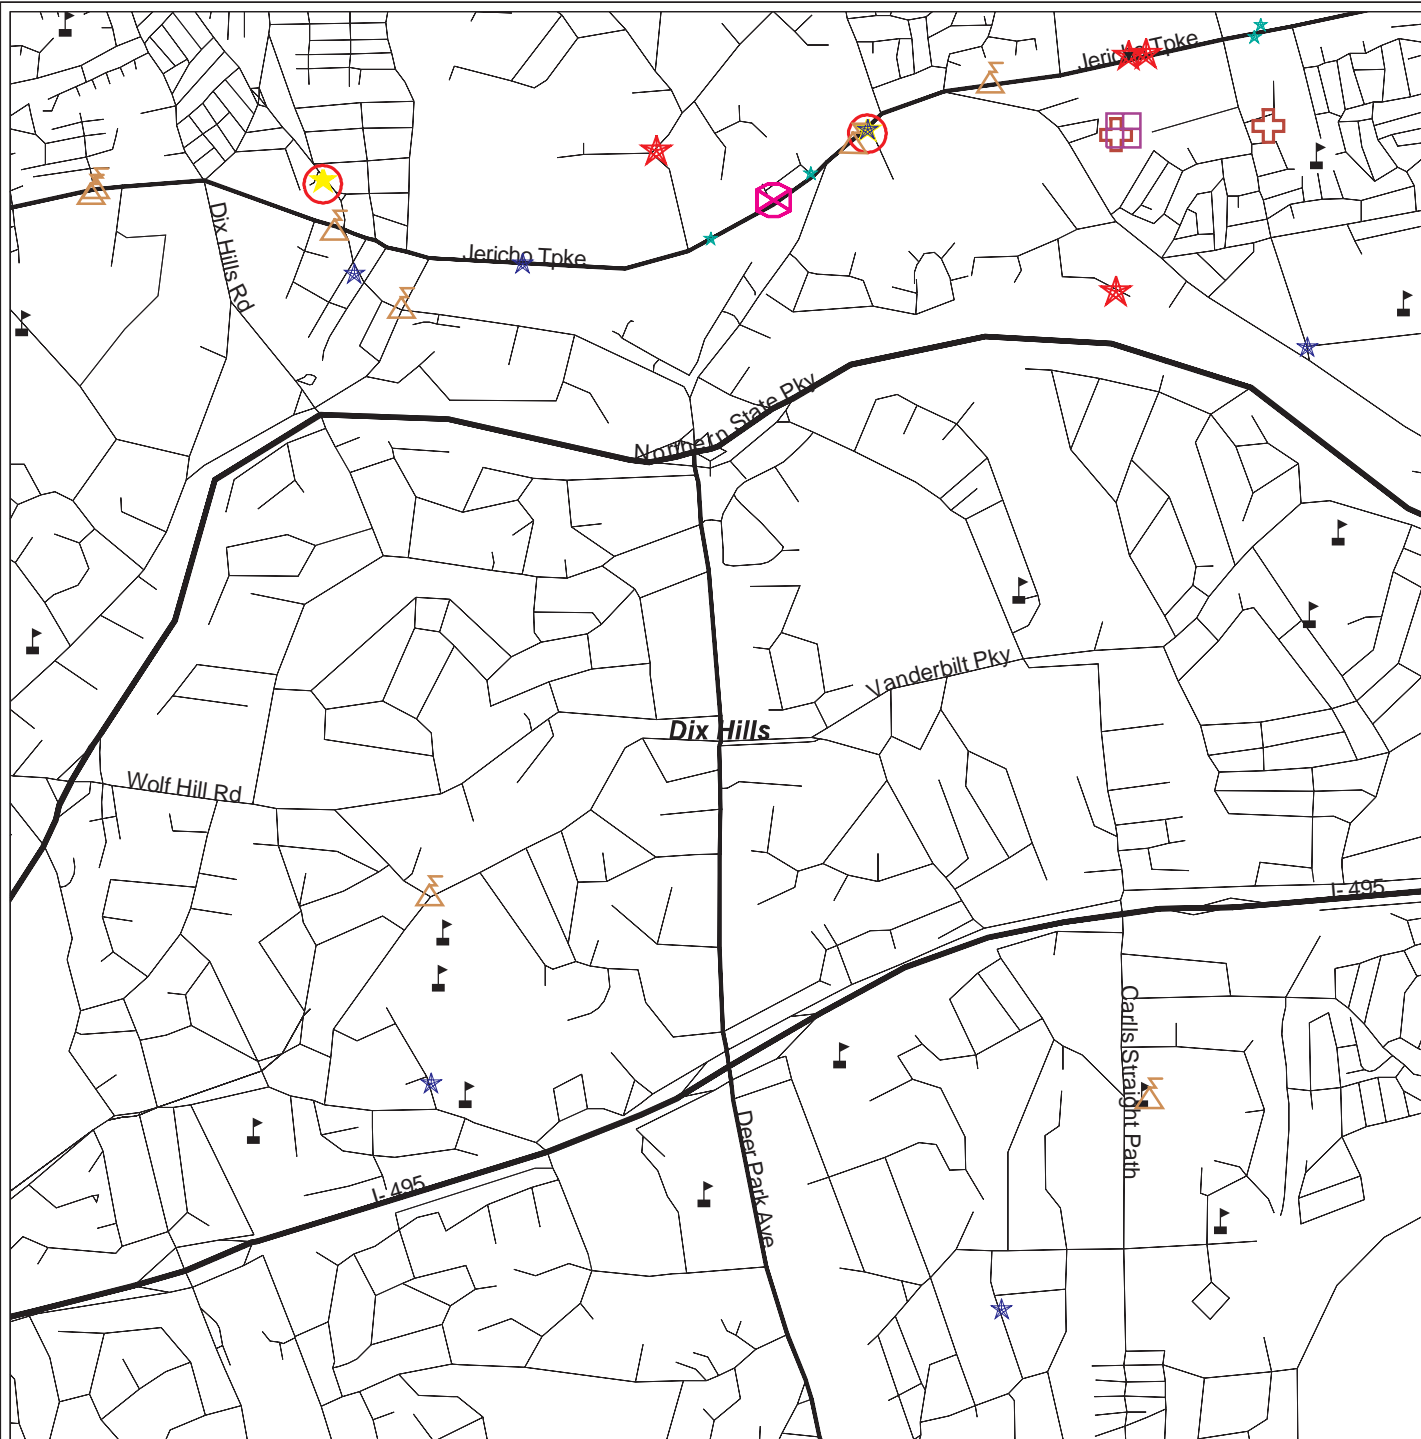 Jericho Tpke
Dix Hills Rd
Jericho Tpke
Northern State Pky
Vanderbilt Pky
Dix Hills
Wolf Hill Rd
I-495
Carlls Straight Path
Deer Park Ave
I-495